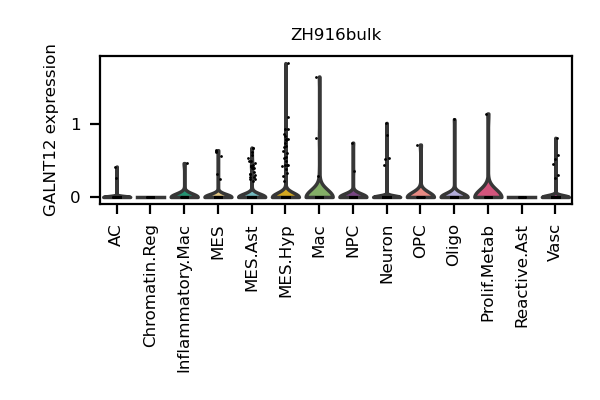 ZH916bulk
GALNT12 expression
1
0
AC
Chromatin.Reg
Inflammatory.Mac
MES
MES.Ast
MES.Hyp
Mac
NPC
Neuron
OPC
Oligo
Prolif.Metab
Reactive.Ast
Vasc